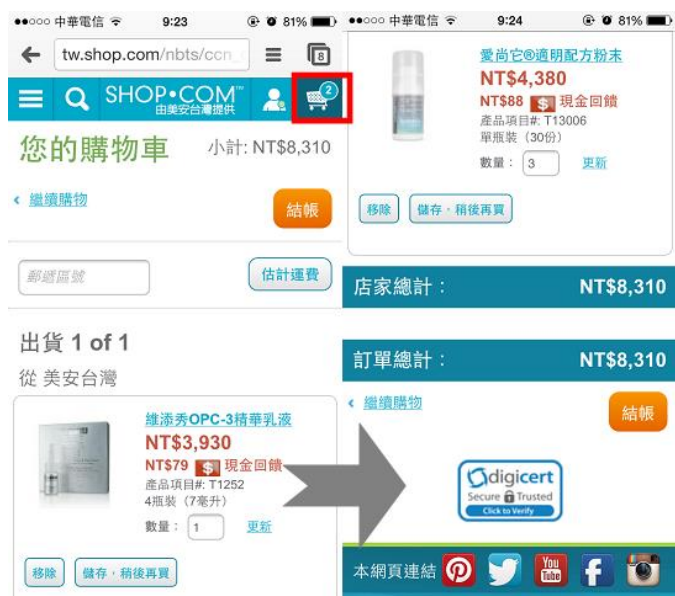 中華電信
9:23
81%
tw.shop.com/nbts/ccn_
8
SHOP•COM™
由美安台灣提供
2
您的購物車
小計: NT$8,310
繼續購物
結帳
郵遞區號
估計運費
出貨 1 of 1
從 美安台灣
維添秀OPC-3精華乳液
NT$3,930
NT$79 $ 現金回饋
產品項目#: T1252
4瓶裝（7毫升）
數量： 1 更新
移除
儲存，稍後再買
中華電信
9:24
81%
愛尚它®適明配方粉末
NT$4,380
NT$88 $ 現金回饋
產品項目#: T13006
單瓶裝（30份）
數量： 3 更新
移除
儲存，稍後再買
店家總計： NT$8,310
訂單總計： NT$8,310
繼續購物
結帳
digicert
Secure Trusted
Click to Verify
本網頁連結
You
Tube